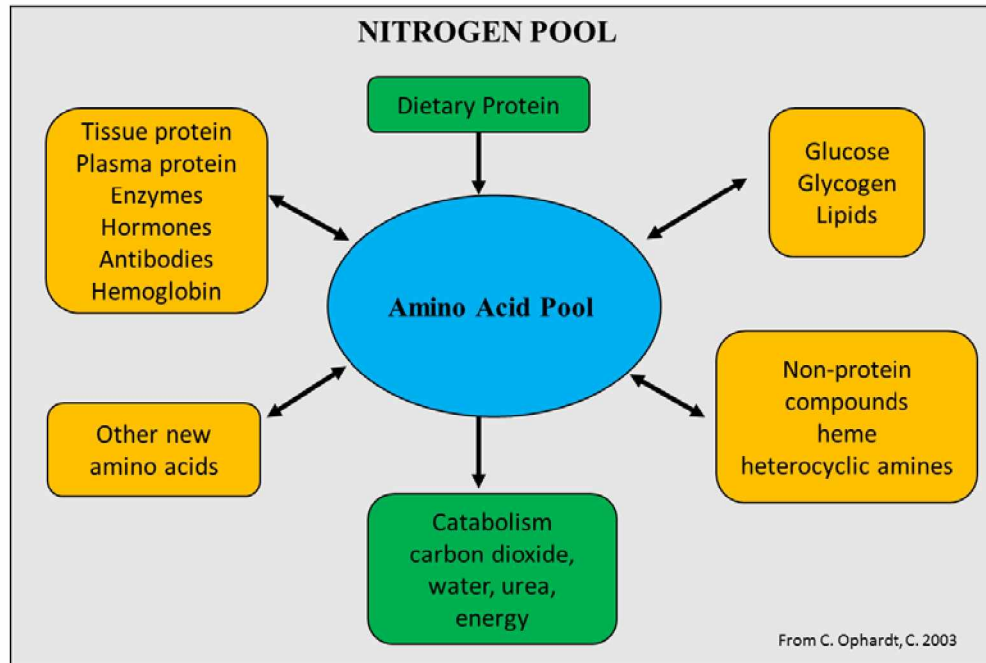 NITROGEN POOL
Dietary Protein
Tissue protein
Plasma protein
Enzymes
Hormones
Antibodies
Hemoglobin
Glucose
Glycogen
Lipids
Amino Acid Pool
Other new
amino acids
Non-protein
compounds
heme
heterocyclic amines
Catabolism
carbon dioxide,
water, urea,
energy
From C. Ophardt, C. 2003